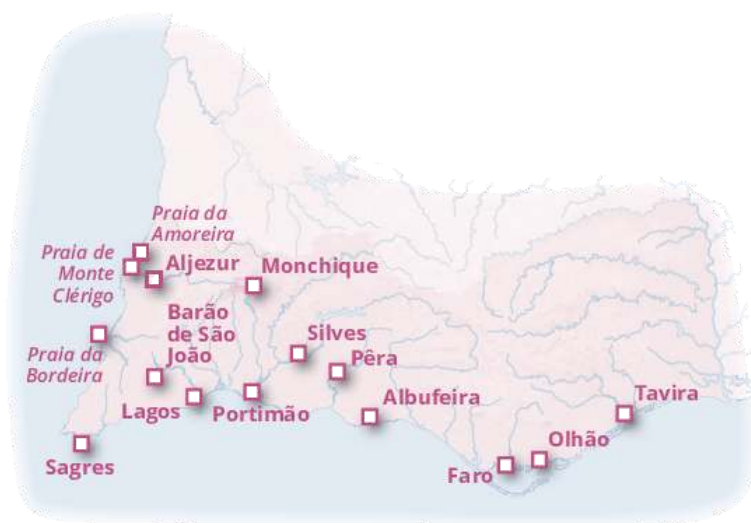 Praia da
Amoreira
Praia de
Monte
Clérigo
Aljezur
Monchique
Barão
de São
João
Praia da
Bordeira
Silves
Pêra
Lagos
Portimão
Albufeira
Tavira
Sagres
Faro
Olhão